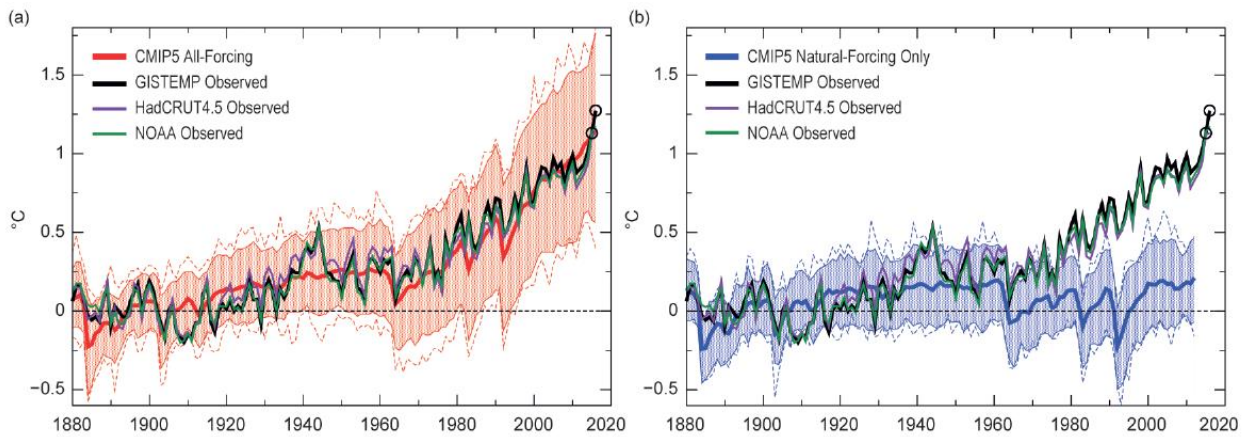 (a)
CMIP5 All-Forcing
GISTEMP Observed
HadCRUT4.5 Observed
NOAA Observed
1.5
1
0.5
0
−0.5
°C
1880 1900 1920 1940 1960 1980 2000 2020
(b)
CMIP5 Natural-Forcing Only
GISTEMP Observed
HadCRUT4.5 Observed
NOAA Observed
1.5
1
0.5
0
−0.5
°C
1880 1900 1920 1940 1960 1980 2000 2020